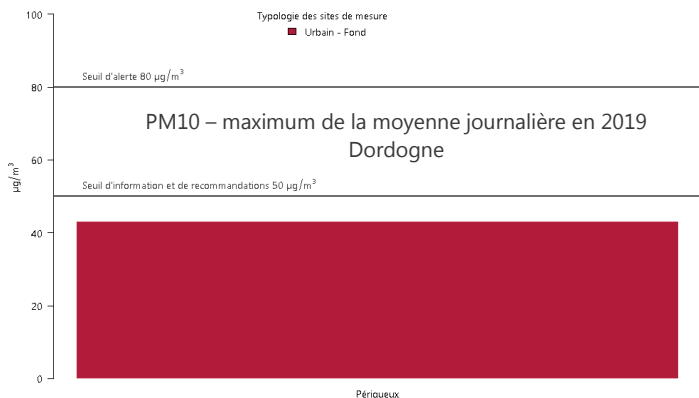 Typologie des sites de mesure
Urbain - Fond
100
Seuil d'alerte 80 µg/m³
80
PM10 – maximum de la moyenne journalière en 2019
Dordogne
60
µg/m³
Seuil d'information et de recommandations 50 µg/m³
40
20
0
Périgueux